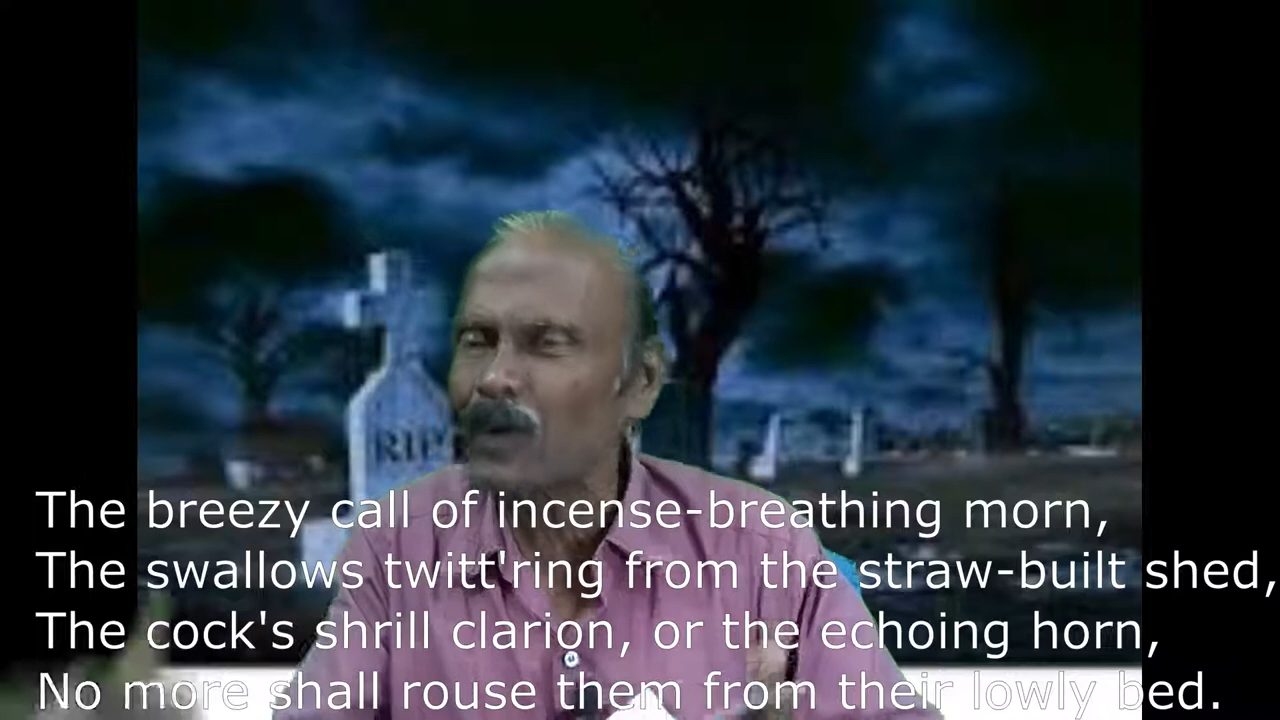 RIP
The breezy call of incense-breathing morn,
The swallows twitt'ring from the straw-built shed,
The cock's shrill clarion, or the echoing horn,
No more shall rouse them from their lowly bed.